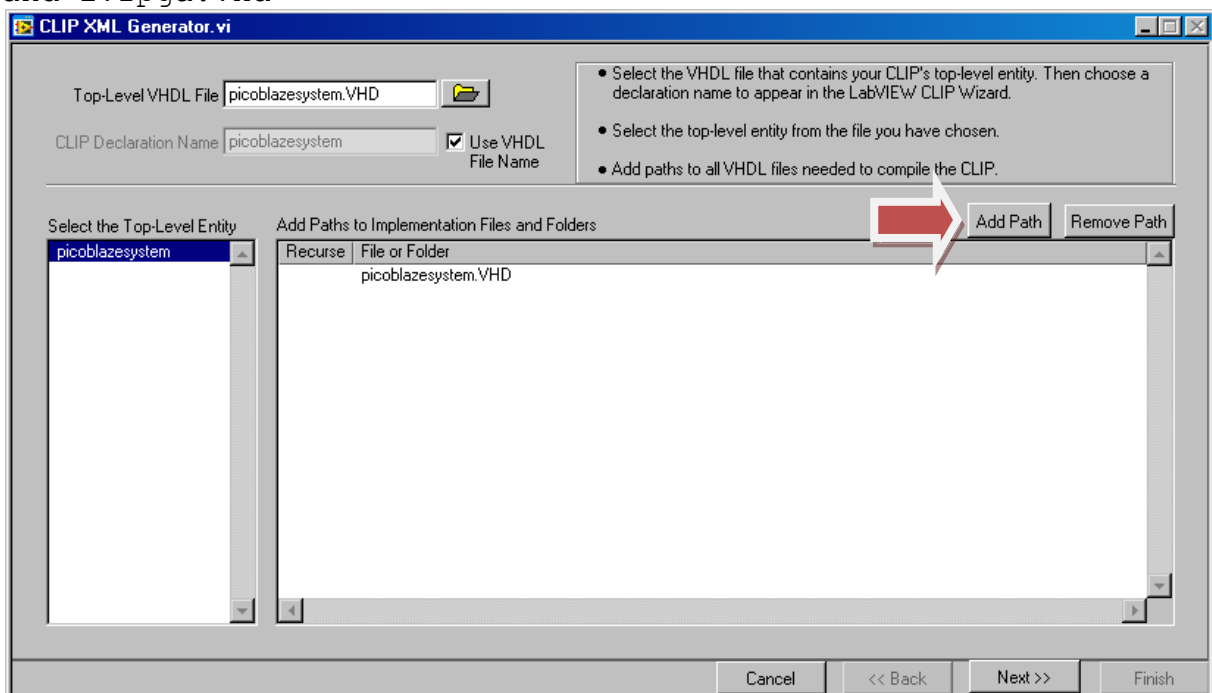 CLIP XML Generator.vi
Top-Level VHDL File picoblazesystem.VHD
CLIP Declaration Name picoblazesystem
Use VHDL
File Name
• Select the VHDL file that contains your CLIP's top-level entity. Then choose a
declaration name to appear in the LabVIEW CLIP Wizard.
• Select the top-level entity from the file you have chosen.
• Add paths to all VHDL files needed to compile the CLIP.
Select the Top-Level Entity
picoblazesystem
Add Paths to Implementation Files and Folders
Add Path Remove Path
Recurse File or Folder
picoblazesystem.VHD
Cancel << Back Next >> Finish